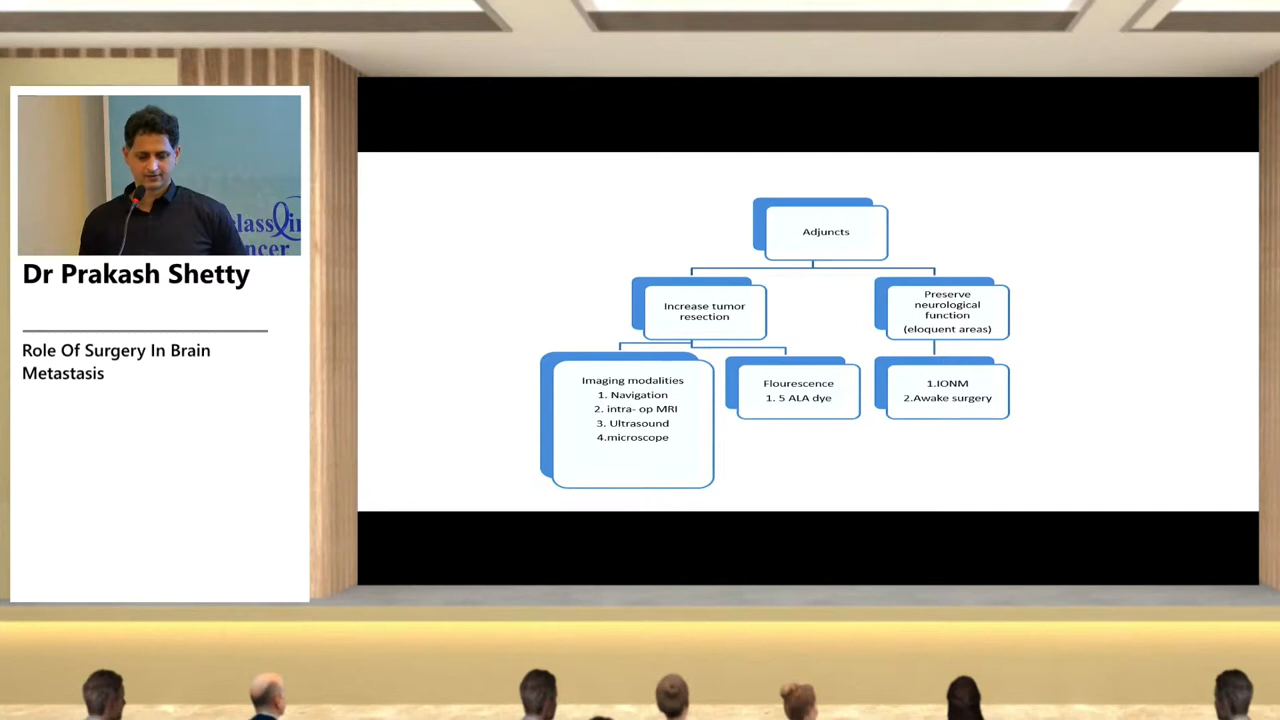 Dr Prakash Shetty
Role Of Surgery In Brain
Metastasis
Adjuncts
Increase tumor
resection
Preserve
neurological
function
(eloquent areas)
Imaging modalities
1. Navigation
2. intra- op MRI
3. Ultrasound
4.microscope
Flourescence
1. 5 ALA dye
1.IONM
2.Awake surgery